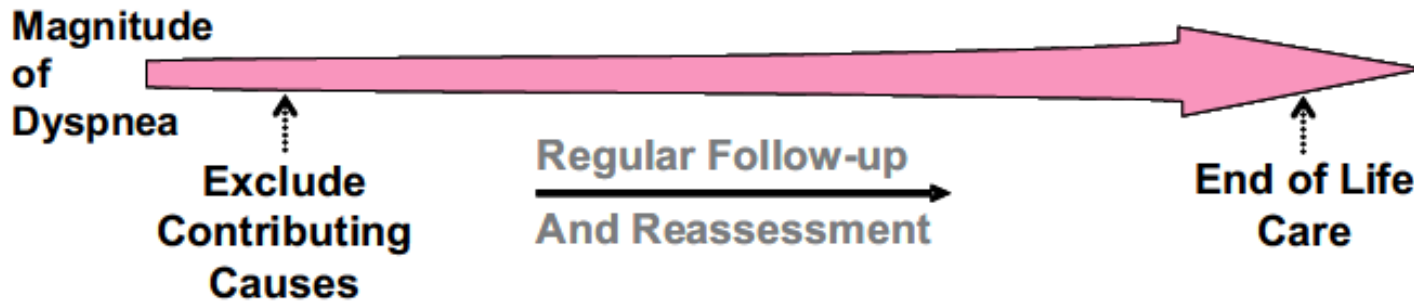 Magnitude
of
Dyspnea
Exclude
Contributing
Causes
Regular Follow-up
And Reassessment
End of Life
Care